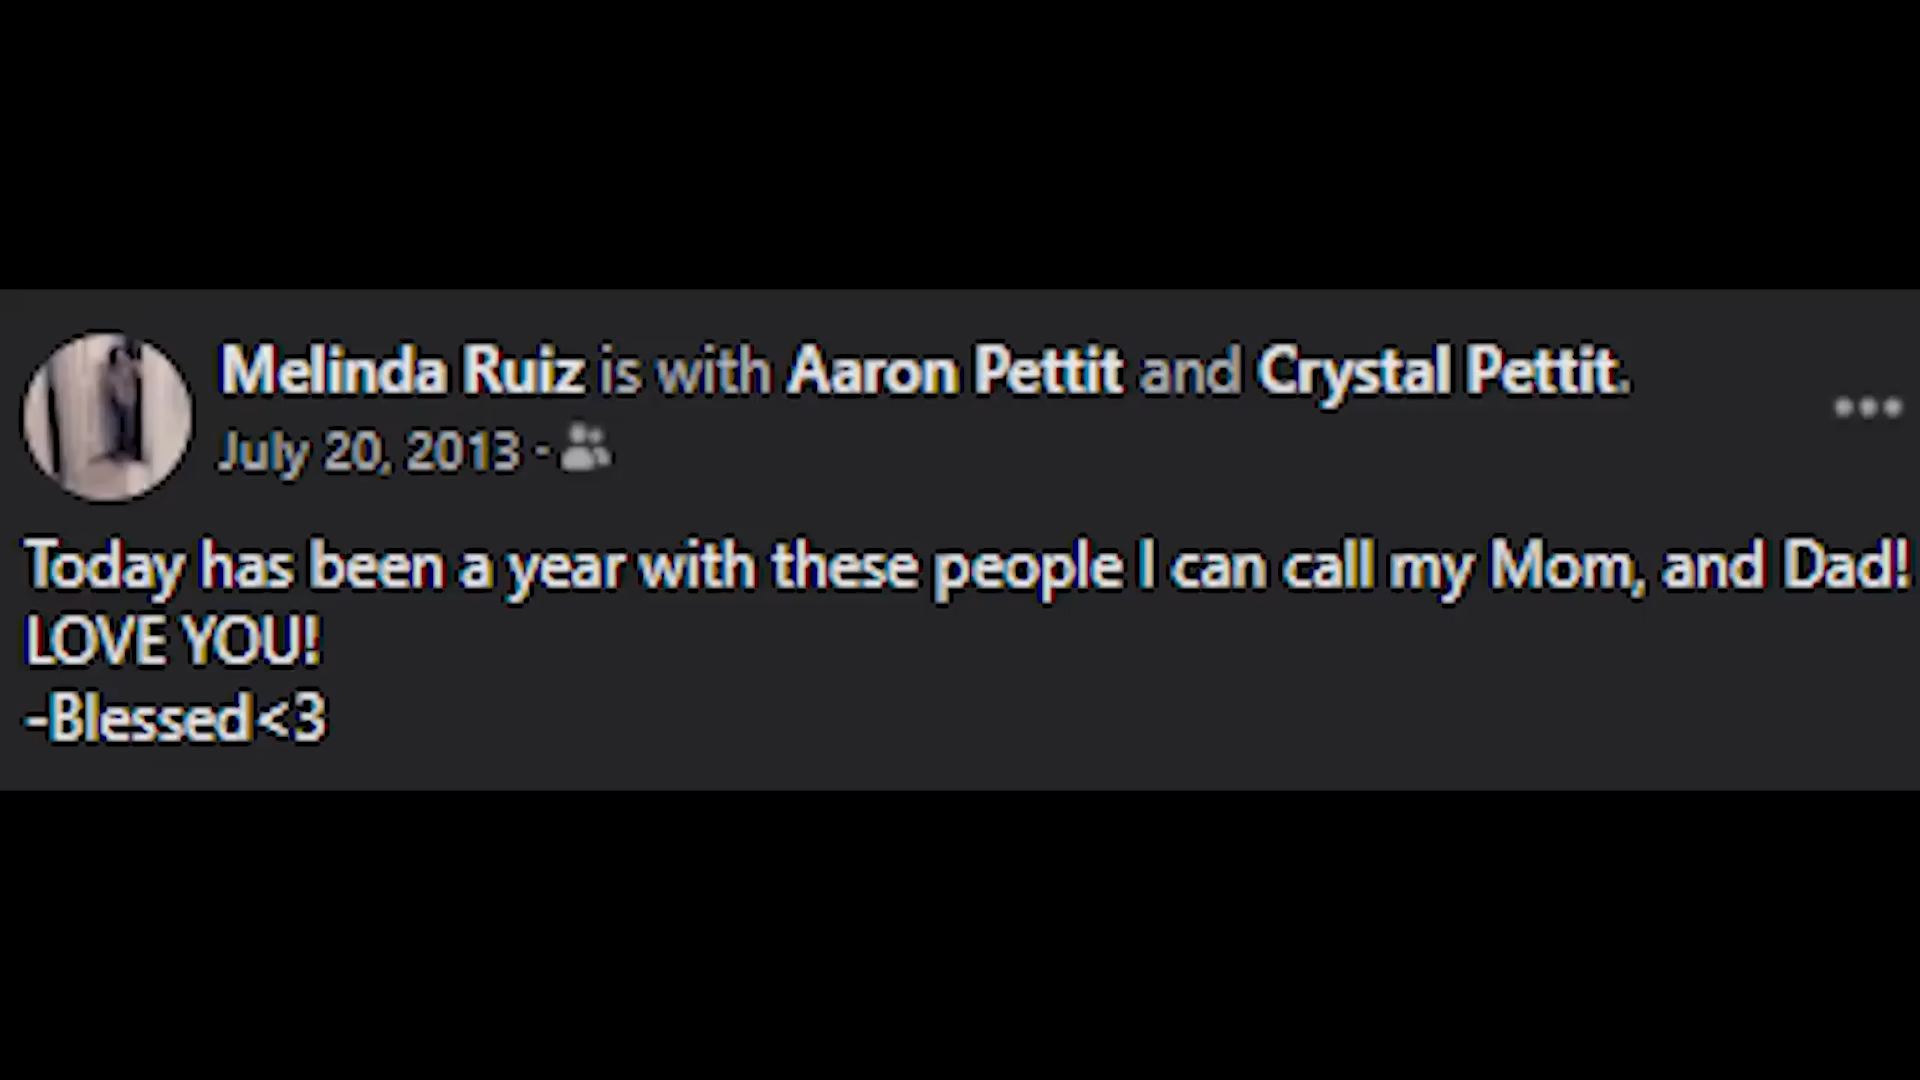 Melinda Ruiz is with Aaron Pettit and Crystal Pettit.
July 20, 2013 ·
Today has been a year with these people I can call my Mom, and Dad!
LOVE YOU!
-Blessed<3